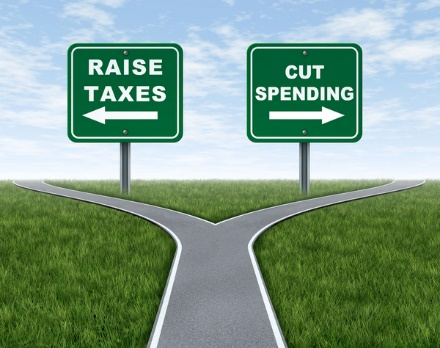 RAISE
TAXES
CUT
SPENDING